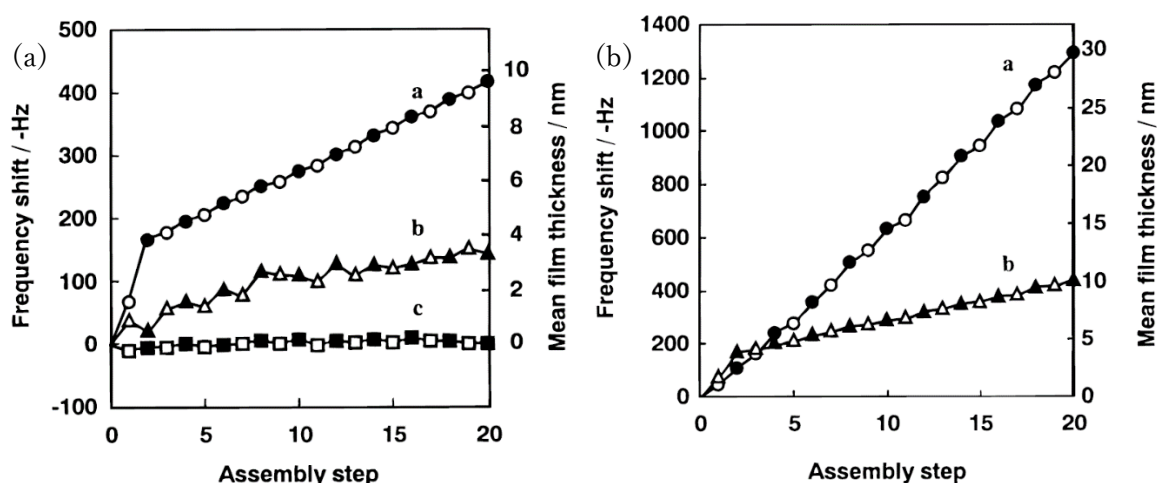 (a)
Frequency shift / -Hz
500
400
300
200
100
0
-100
a
b
c
10
8
6
4
2
0
Mean film thickness / nm
0 5 10 15 20
Assembly step
(b)
Frequency shift / -Hz
1400
1200
1000
800
600
400
200
0
a
b
30
25
20
15
10
5
0
Mean film thickness / nm
0 5 10 15 20
Assembly step